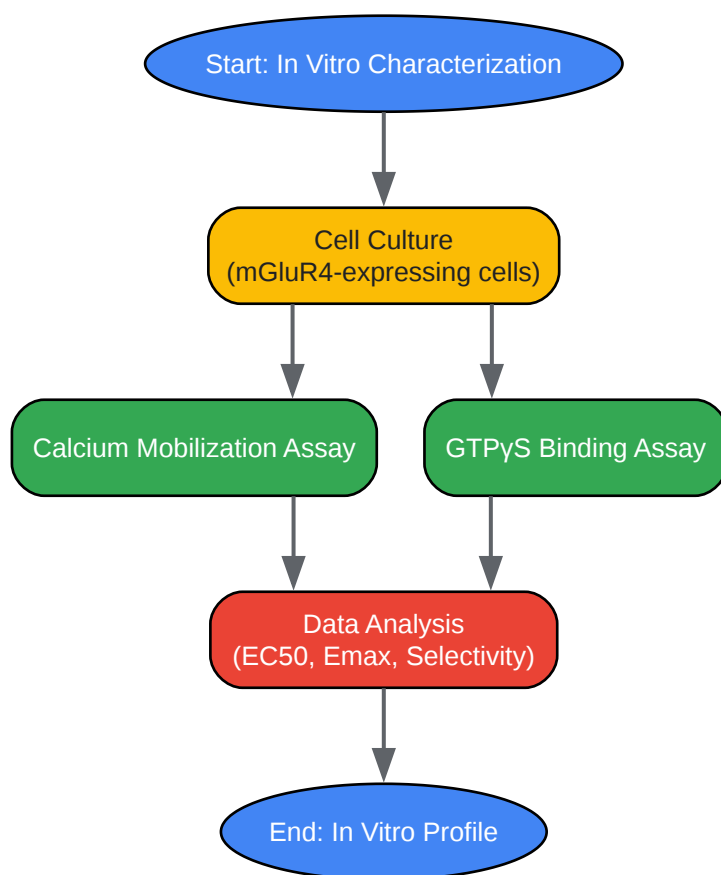 Start: In Vitro Characterization
Cell Culture
(mGluR4-expressing cells)
Calcium Mobilization Assay
GTPγS Binding Assay
Data Analysis
(EC50, Emax, Selectivity)
End: In Vitro Profile